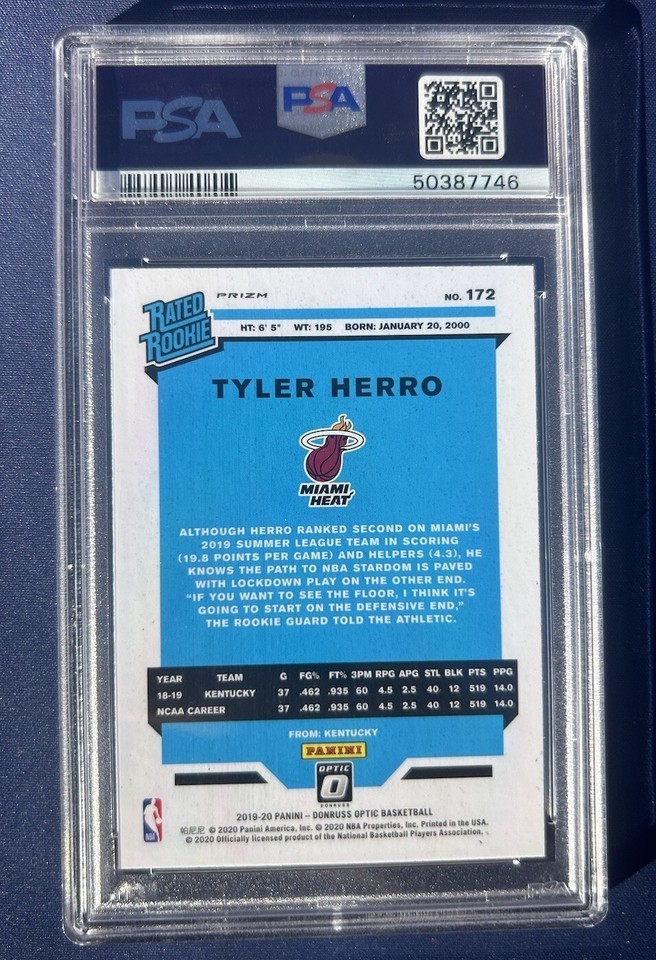 PSA
PSA
50387746
RATED
ROOKIE
PRIZM
NO. 172
HT: 6' 5" WT: 195 BORN: JANUARY 20, 2000
TYLER HERRO
MIAMI
HEAT
ALTHOUGH HERRO RANKED SECOND ON MIAMI'S
2019 SUMMER LEAGUE TEAM IN SCORING
(19.8 POINTS PER GAME) AND HELPERS (4.3), HE
KNOWS THE PATH TO NBA STARDOM IS PAVED
WITH LOCKDOWN PLAY ON THE OTHER END.
"IF YOU WANT TO SEE THE FLOOR, I THINK IT'S
GOING TO START ON THE DEFENSIVE END,"
THE ROOKIE GUARD TOLD THE ATHLETIC.
YEAR TEAM G FG% FT% 3PM RPG APG STL BLK PTS PPG
18-19 KENTUCKY 37 .462 .935 60 4.5 2.5 40 12 519 14.0
NCAA CAREER 37 .462 .935 60 4.5 2.5 40 12 519 14.0
FROM: KENTUCKY
PANINI
OPTIC
DONRUSS
2019-20 PANINI – DONRUSS OPTIC BASKETBALL
帕尼尼 © 2020 Panini America, Inc. © 2020 NBA Properties, Inc. Printed in the USA.
© 2020 Officially licensed product of the National Basketball Players Association.
NBA